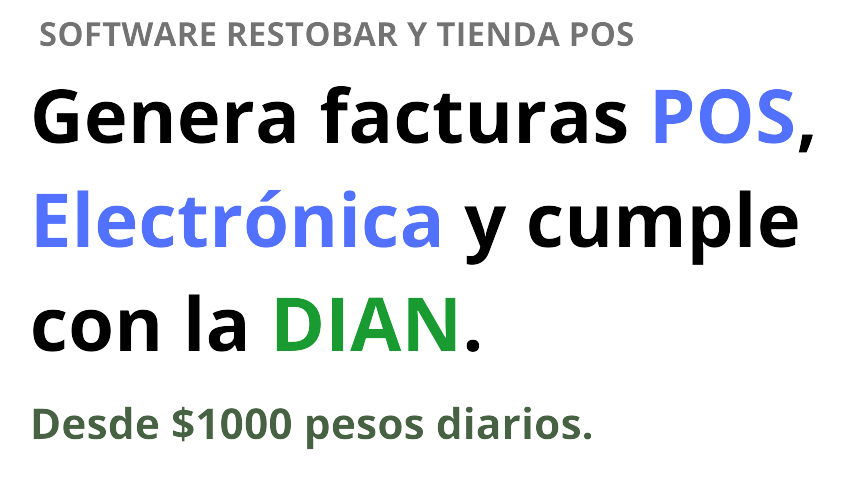 SOFTWARE RESTOBAR Y TIENDA POS
Genera facturas POS,
Electrónica y cumple
con la DIAN.
Desde $1000 pesos diarios.